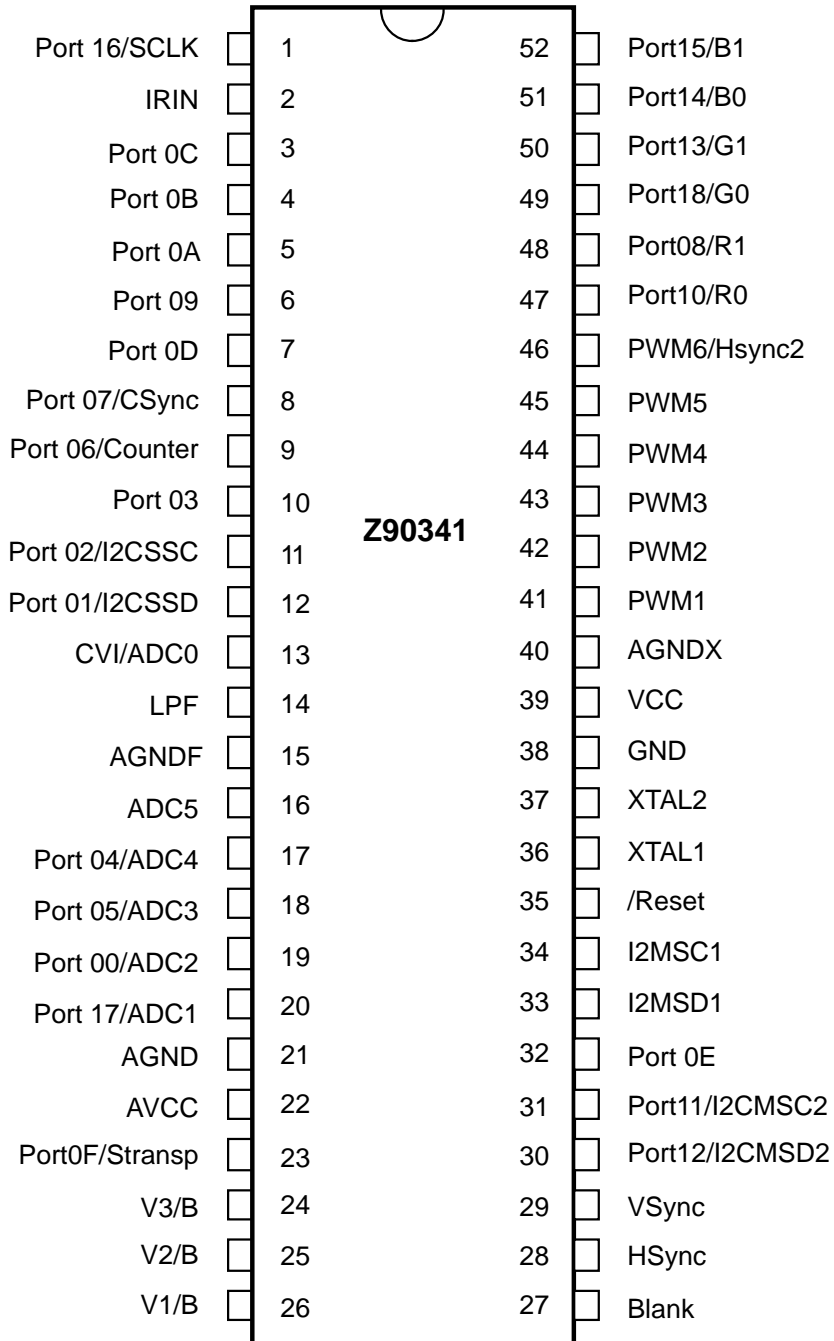 Port 16/SCLK 1 52 Port15/B1
IRIN 2 51 Port14/B0
Port 0C 3 50 Port13/G1
Port 0B 4 49 Port18/G0
Port 0A 5 48 Port08/R1
Port 09 6 47 Port10/R0
Port 0D 7 46 PWM6/Hsync2
Port 07/CSync 8 45 PWM5
Port 06/Counter 9 44 PWM4
Port 03 10 43 PWM3
Z90341
Port 02/I2CSSC 11 42 PWM2
Port 01/I2CSSD 12 41 PWM1
CVI/ADC0 13 40 AGNDX
LPF 14 39 VCC
AGNDF 15 38 GND
ADC5 16 37 XTAL2
Port 04/ADC4 17 36 XTAL1
Port 05/ADC3 18 35 /Reset
Port 00/ADC2 19 34 I2MSC1
Port 17/ADC1 20 33 I2MSD1
AGND 21 32 Port 0E
AVCC 22 31 Port11/I2CMSC2
Port0F/Stransp 23 30 Port12/I2CMSD2
V3/B 24 29 VSync
V2/B 25 28 HSync
V1/B 26 27 Blank